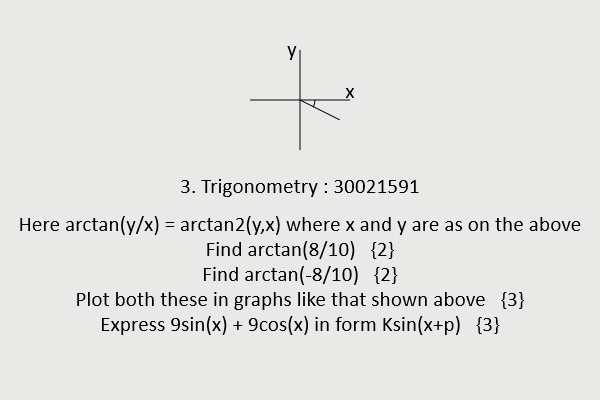 y
x
3. Trigonometry : 30021591
Here arctan(y/x) = arctan2(y,x) where x and y are as on the above
Find arctan(8/10)   {2}
Find arctan(-8/10)   {2}
Plot both these in graphs like that shown above   {3}
Express 9sin(x) + 9cos(x) in form Ksin(x+p)   {3}